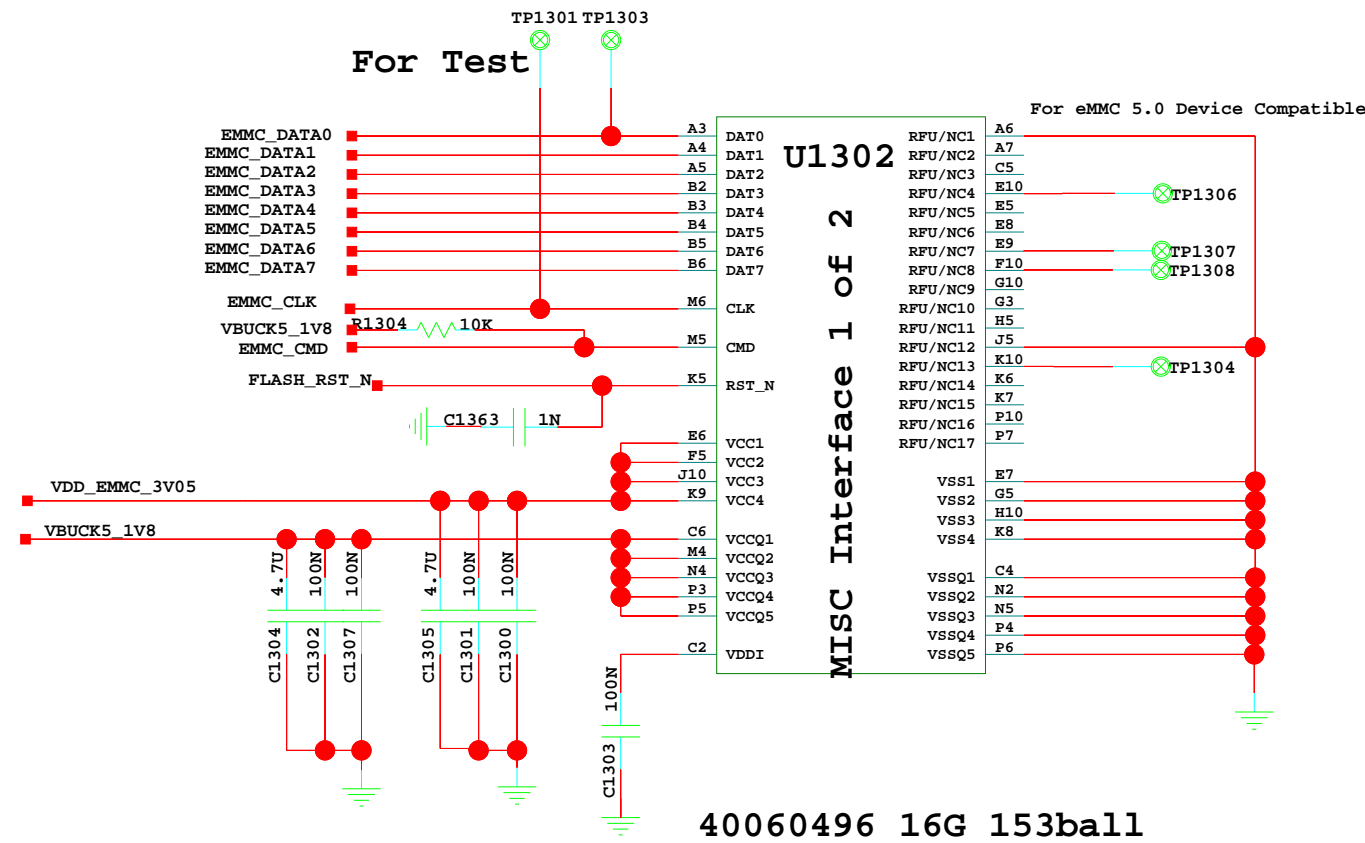 TP1301 TP1303
For Test
For eMMC 5.0 Device Compatible
EMMC_DATA0
EMMC_DATA1
EMMC_DATA2
EMMC_DATA3
EMMC_DATA4
EMMC_DATA5
EMMC_DATA6
EMMC_DATA7
EMMC_CLK
VBUCK5_1V8
R1304 10K
EMMC_CMD
FLASH_RST_N
C1363 1N
VDD_EMMC_3V05
VBUCK5_1V8
4.7U
100N
100N
C1304
C1302
C1307
4.7U
100N
100N
C1305
C1301
C1300
100N
C1303
A3 DAT0
A4 DAT1
A5 DAT2
B2 DAT3
B3 DAT4
B4 DAT5
B5 DAT6
B6 DAT7
M6 CLK
M5 CMD
K5 RST_N
E6 VCC1
F5 VCC2
J10 VCC3
K9 VCC4
C6 VCCQ1
M4 VCCQ2
N4 VCCQ3
P3 VCCQ4
P5 VCCQ5
C2 VDDI
U1302
MISC Interface 1 of 2
RFU/NC1 A6
RFU/NC2 A7
RFU/NC3 C5
RFU/NC4 E10 TP1306
RFU/NC5 E5
RFU/NC6 E8
RFU/NC7 E9 TP1307
RFU/NC8 F10 TP1308
RFU/NC9 G10
RFU/NC10 G3
RFU/NC11 H5
RFU/NC12 J5
RFU/NC13 K10 TP1304
RFU/NC14 K6
RFU/NC15 K7
RFU/NC16 P10
RFU/NC17 P7
VSS1 E7
VSS2 G5
VSS3 H10
VSS4 K8
VSSQ1 C4
VSSQ2 N2
VSSQ3 N5
VSSQ4 P4
VSSQ5 P6
40060496 16G 153ball